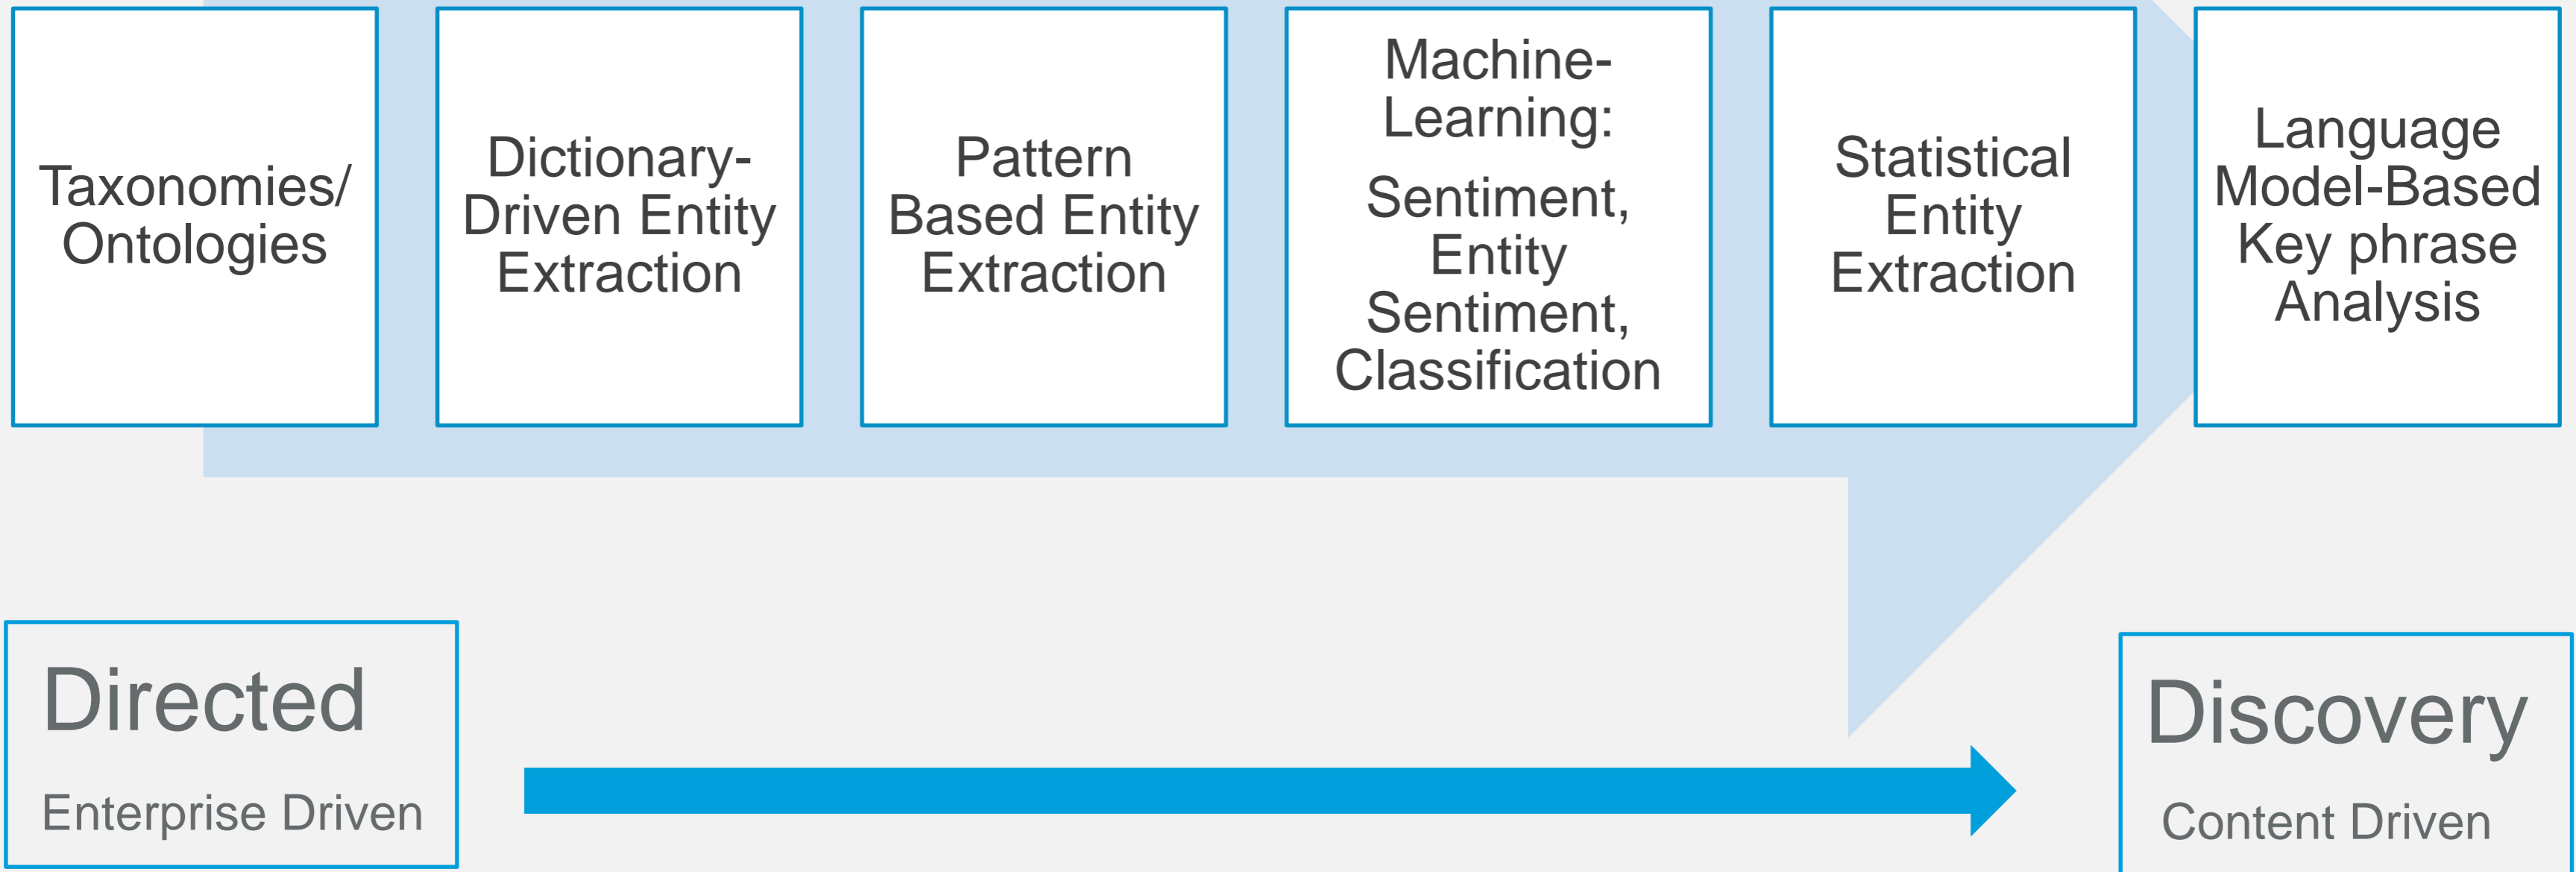 Taxonomies/
Ontologies
Dictionary-
Driven Entity
Extraction
Pattern
Based Entity
Extraction
Machine-
Learning:
Sentiment,
Entity
Sentiment,
Classification
Statistical
Entity
Extraction
Language
Model-Based
Key phrase
Analysis
Directed
Enterprise Driven
Discovery
Content Driven